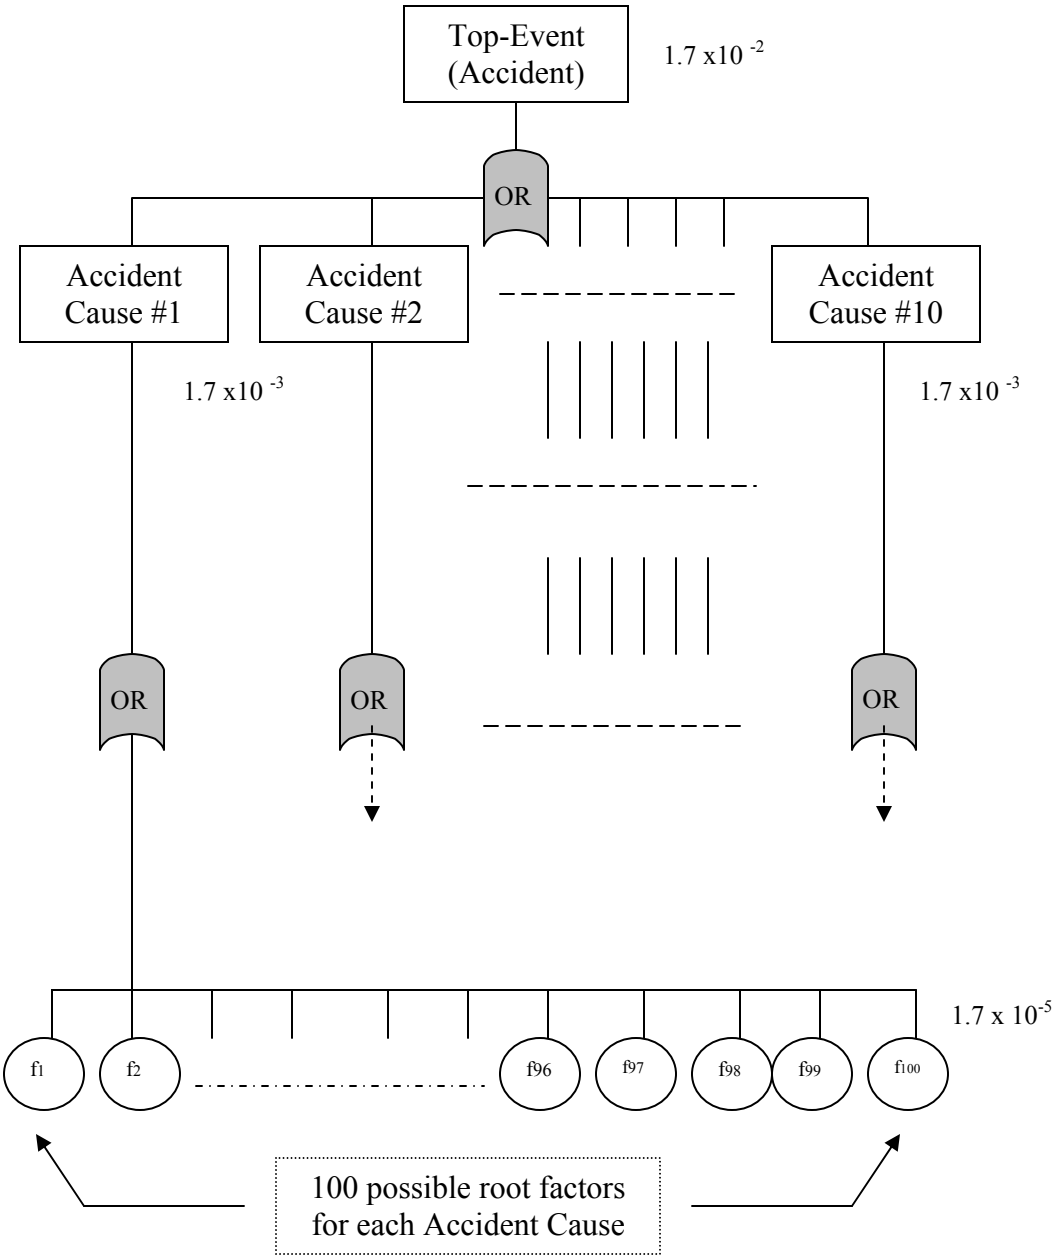 Top-Event
(Accident)
1.7 x10 -2
OR
Accident
Cause #1
Accident
Cause #2
Accident
Cause #10
1.7 x10 -3
1.7 x10 -3
OR
OR
OR
1.7 x 10-5
f1
f2
f96
f97
f98
f99
f100
100 possible root factors
for each Accident Cause